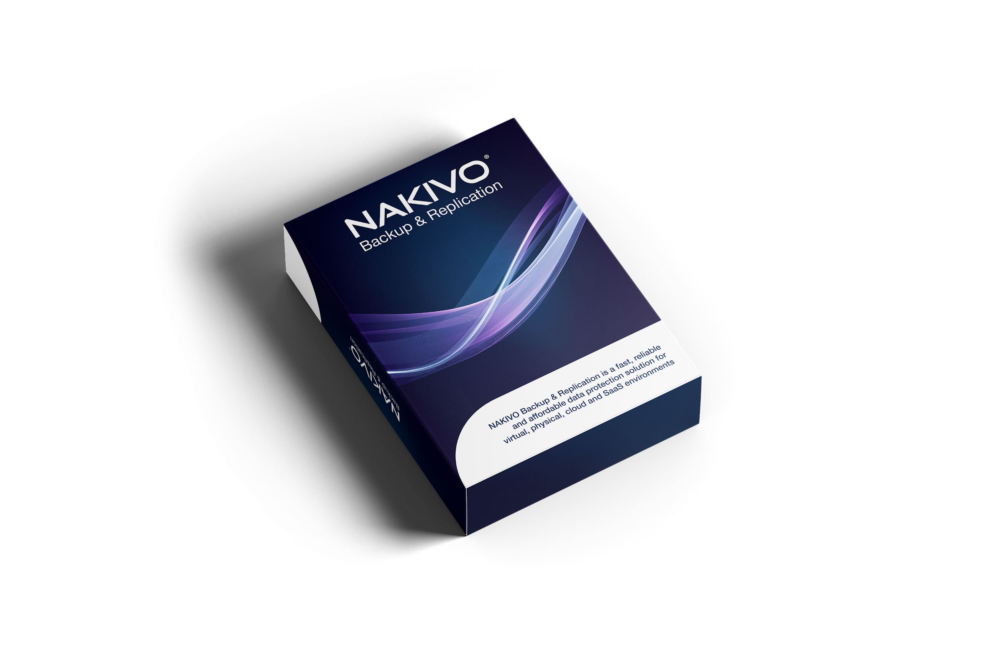 NAKIVO®
Backup & Replication
NAKIVO Backup & Replication is a fast, reliable
and affordable data protection solution for
virtual, physical, cloud and SaaS environments
NAKIVO®
Backup & Replication